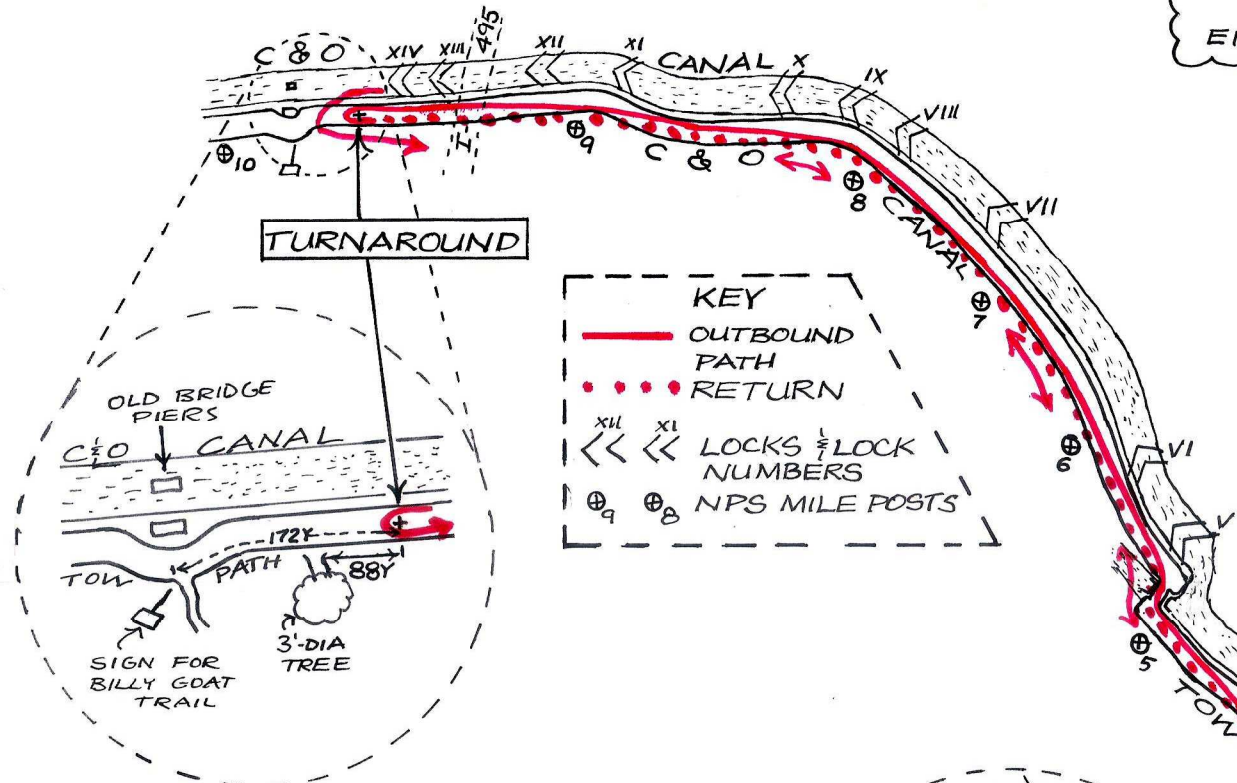 EI
C & O
XIV
XIII
I. 495
XII
XI
CANAL
X
IX
VIII
VII
VI
V
10
9
C & O
8
CANAL
7
6
5
TOW
TURNAROUND
KEY
OUTBOUND
PATH
RETURN
XII XI
LOCKS & LOCK
NUMBERS
9 8 NPS MILE POSTS
OLD BRIDGE
PIERS
C & O CANAL
172Y
88Y
TOW PATH
SIGN FOR
BILLY GOAT
TRAIL
3'-DIA
TREE